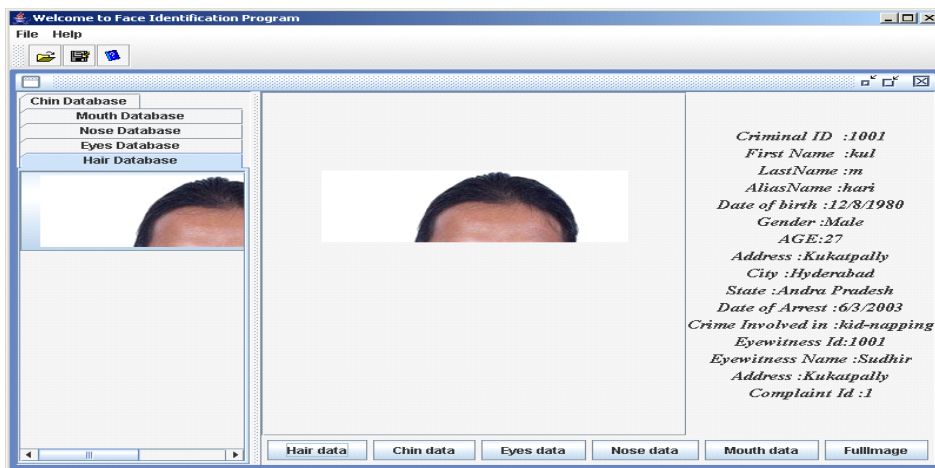 Welcome to Face Identification Program
File Help
Chin Database
Mouth Database
Nose Database
Eyes Database
Hair Database
Criminal ID :1001
First Name :kul
LastName :m
AliasName :hari
Date of birth :12/8/1980
Gender :Male
AGE:27
Address :Kukatpally
City :Hyderabad
State :Andra Pradesh
Date of Arrest :6/3/2003
Crime Involved in :kid-napping
Eyewitness Id:1001
Eyewitness Name :Sudhir
Address :Kukatpally
Complaint Id :1
Hair data Chin data Eyes data Nose data Mouth data FullImage